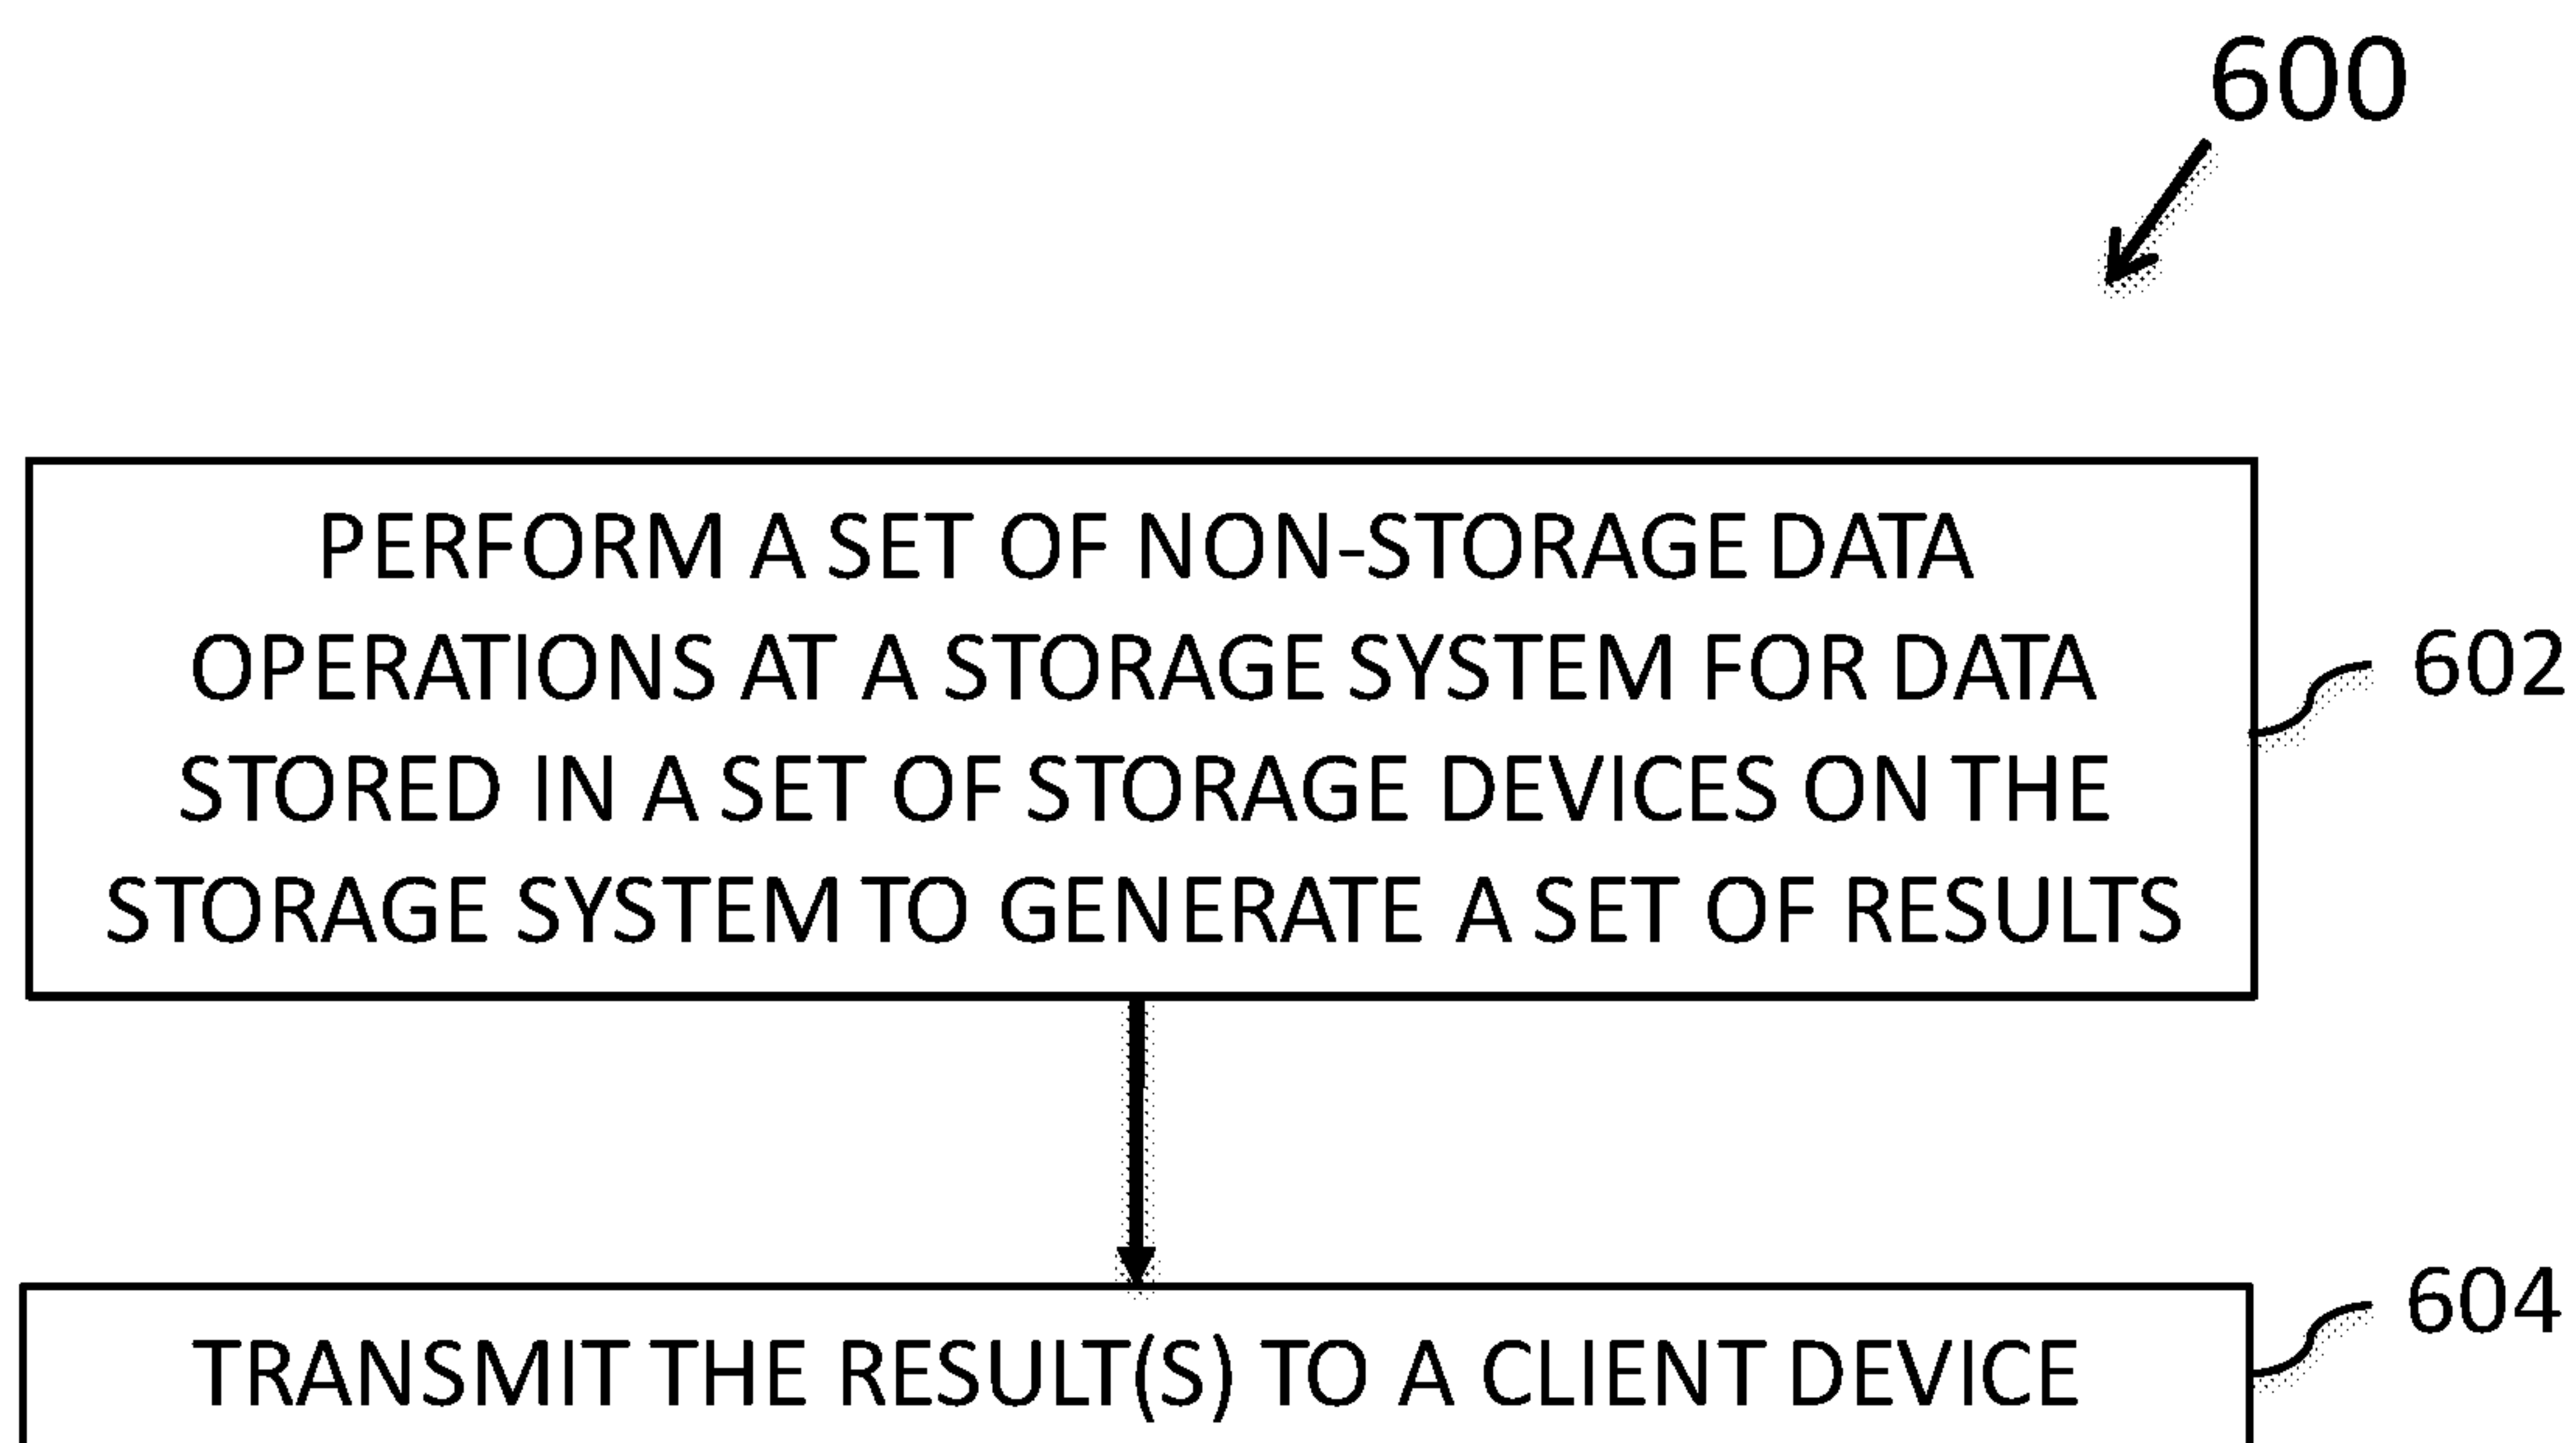 600
PERFORM A SET OF NON-STORAGE DATA
OPERATIONS AT A STORAGE SYSTEM FOR DATA
STORED IN A SET OF STORAGE DEVICES ON THE
STORAGE SYSTEM TO GENERATE A SET OF RESULTS
602
TRANSMIT THE RESULT(S) TO A CLIENT DEVICE
604